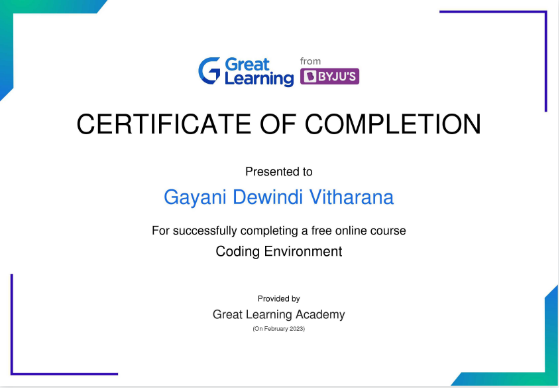 Great
Learning
from
BYJU'S
CERTIFICATE OF COMPLETION
Presented to
Gayani Dewindi Vitharana
For successfully completing a free online course
Coding Environment
Provided by
Great Learning Academy
(On February 2023)